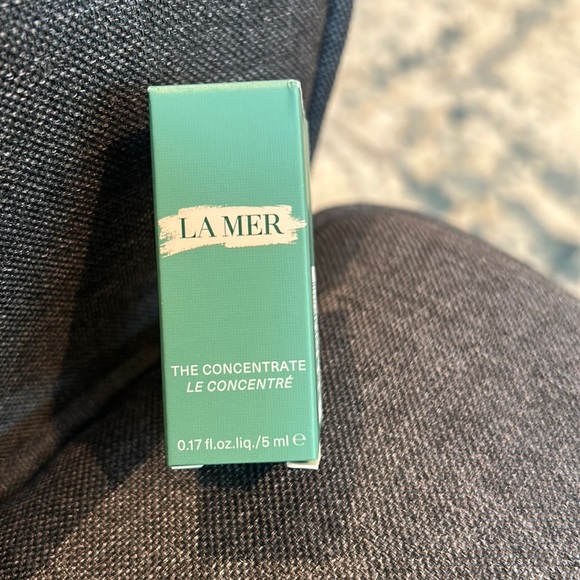 LA MER
THE CONCENTRATE
LE CONCENTRÉ
0.17 fl.oz.liq./5 ml ℮